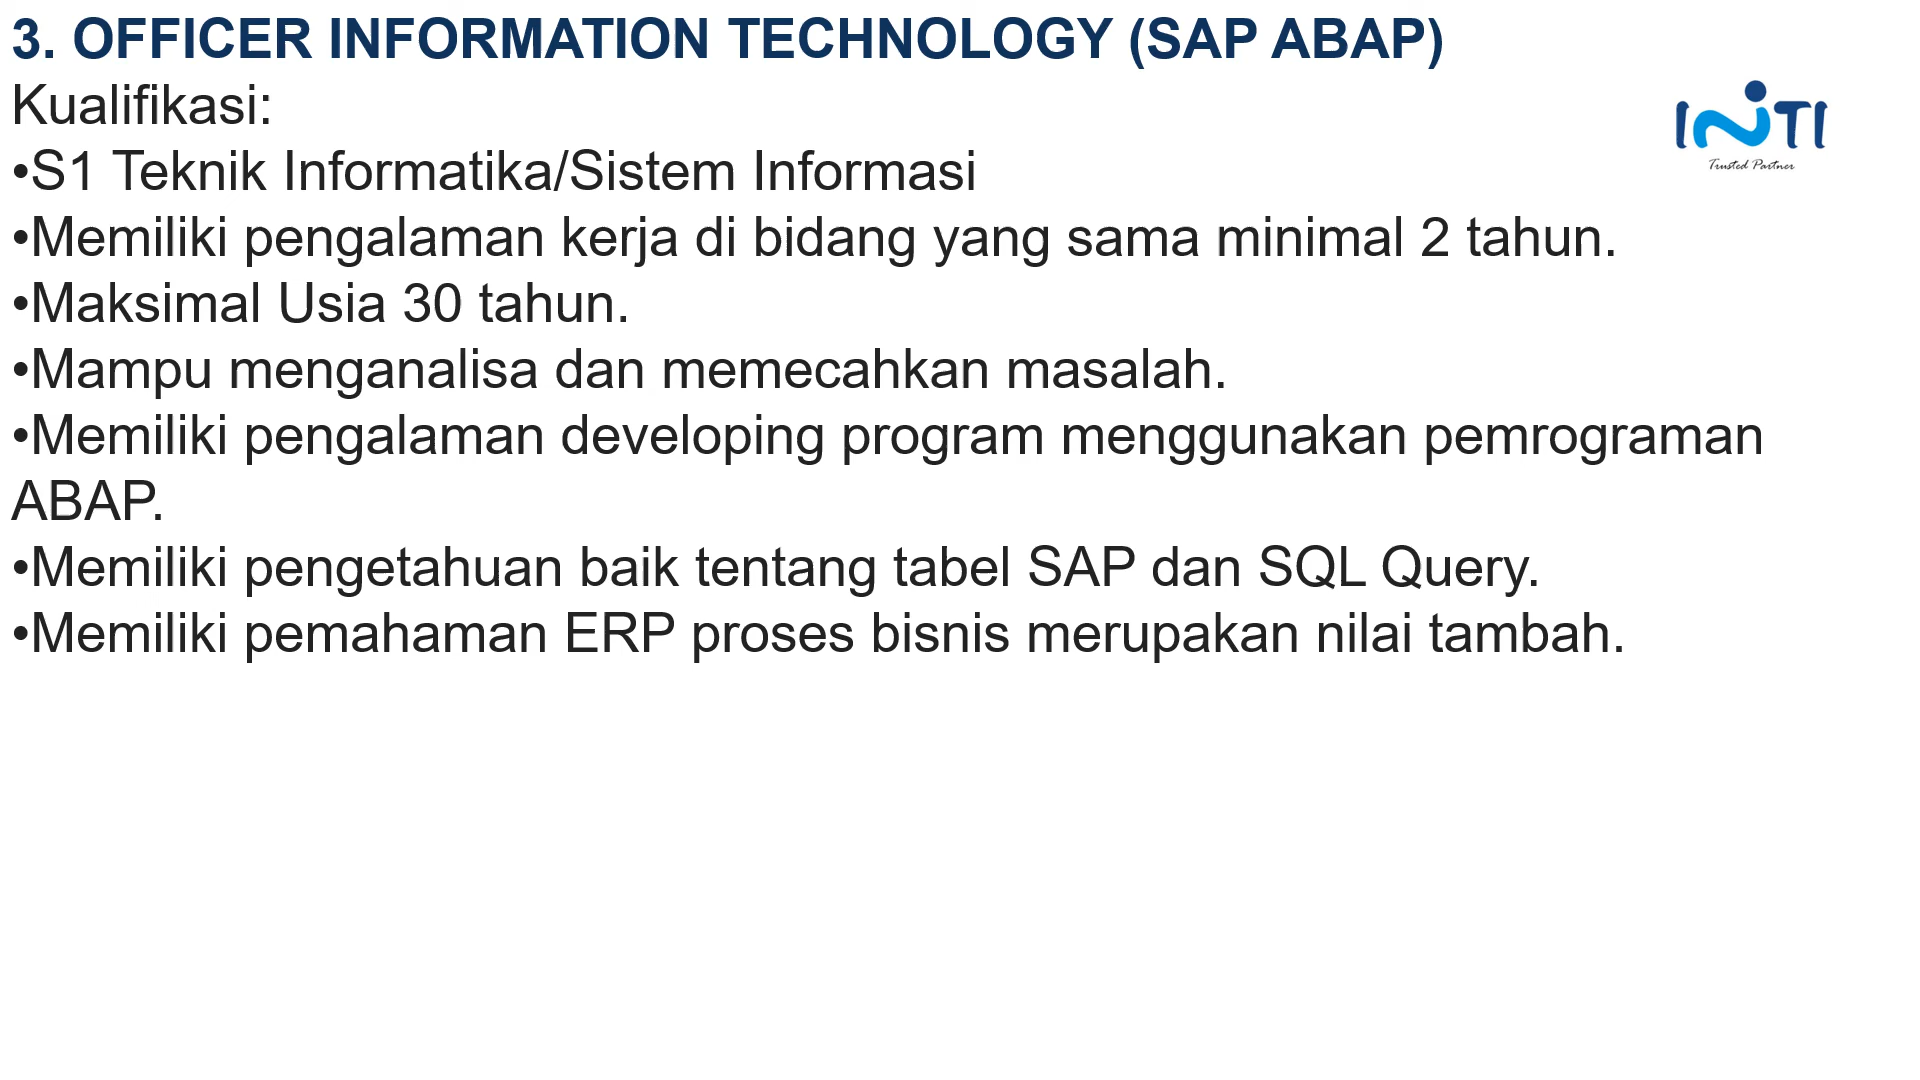 3. OFFICER INFORMATION TECHNOLOGY (SAP ABAP)
Kualifikasi:
•S1 Teknik Informatika/Sistem Informasi
•Memiliki pengalaman kerja di bidang yang sama minimal 2 tahun.
•Maksimal Usia 30 tahun.
•Mampu menganalisa dan memecahkan masalah.
•Memiliki pengalaman developing program menggunakan pemrograman
ABAP.
•Memiliki pengetahuan baik tentang tabel SAP dan SQL Query.
•Memiliki pemahaman ERP proses bisnis merupakan nilai tambah.
INTI
Trusted Partner